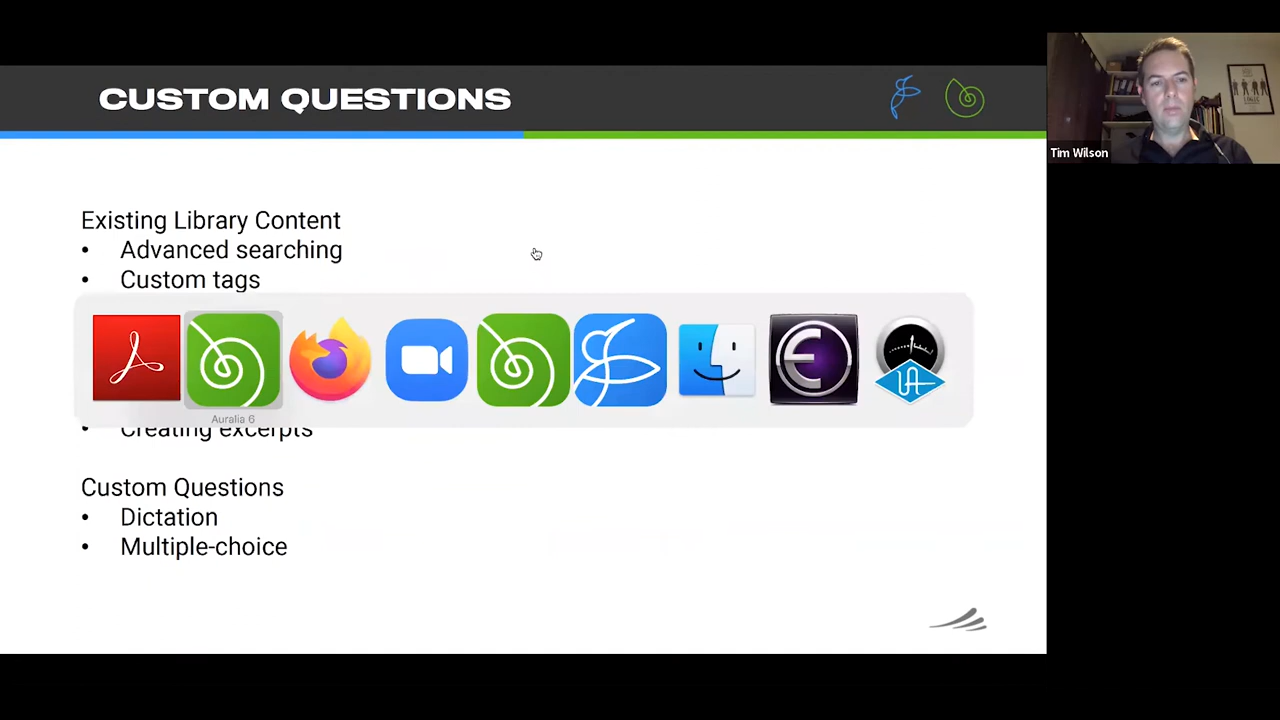 CUSTOM QUESTIONS
Tim Wilson
Existing Library Content
• Advanced searching
• Custom tags
Auralia 6
• Creating excerpts
Custom Questions
• Dictation
• Multiple-choice